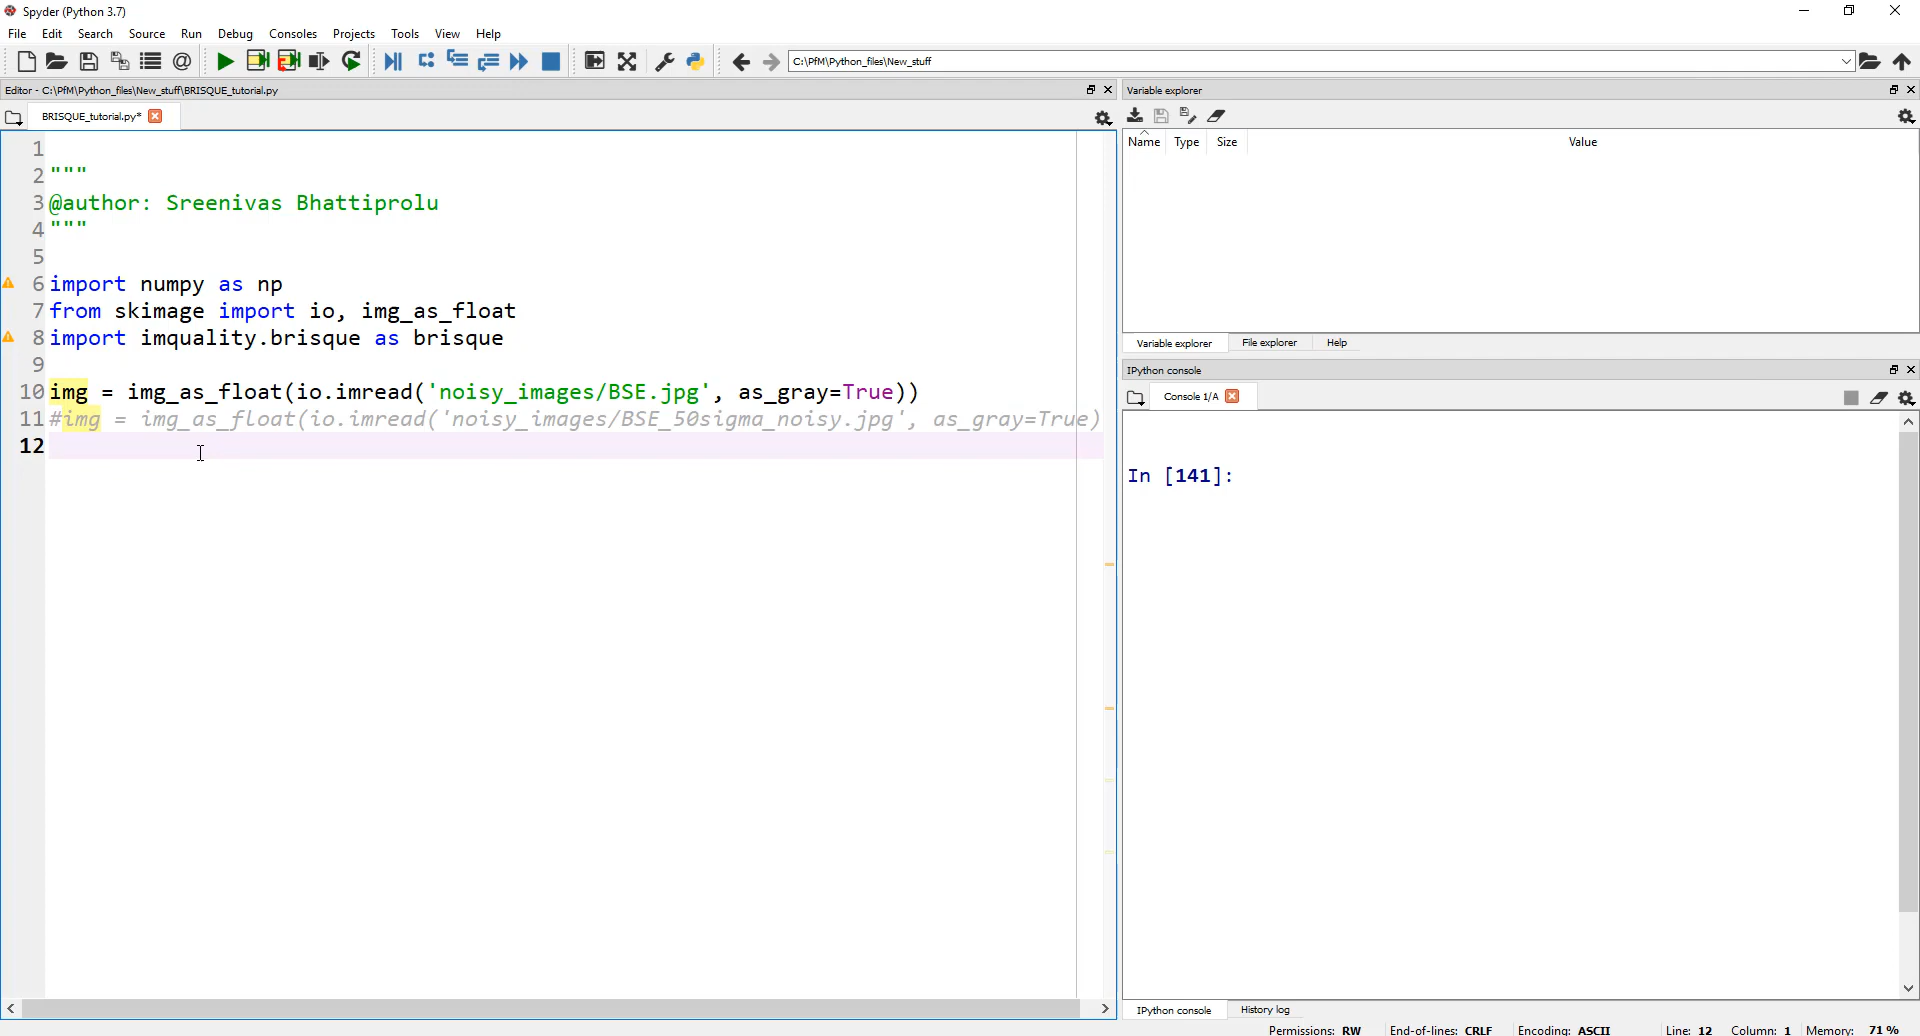 Spyder (Python 3.7)
File Edit Search Source Run Debug Consoles Projects Tools View Help
C:\PfM\Python_files\New_stuff
Editor - C:\PfM\Python_files\New_stuff\BRISQUE_tutorial.py
BRISQUE_tutorial.py*
1
2 """
3 @author: Sreenivas Bhattiprolu
4 """
5
6 import numpy as np
7 from skimage import io, img_as_float
8 import imquality.brisque as brisque
9
10 img = img_as_float(io.imread('noisy_images/BSE.jpg', as_gray=True))
11 #img = img_as_float(io.imread('noisy_images/BSE_50sigma_noisy.jpg', as_gray=True)
12
Variable explorer
Name Type Size Value
Variable explorer File explorer Help
IPython console
Console 1/A
In [141]:
IPython console History log
Permissions: RW End-of-lines: CRLF Encoding: ASCII Line: 12 Column: 1 Memory: 71 %